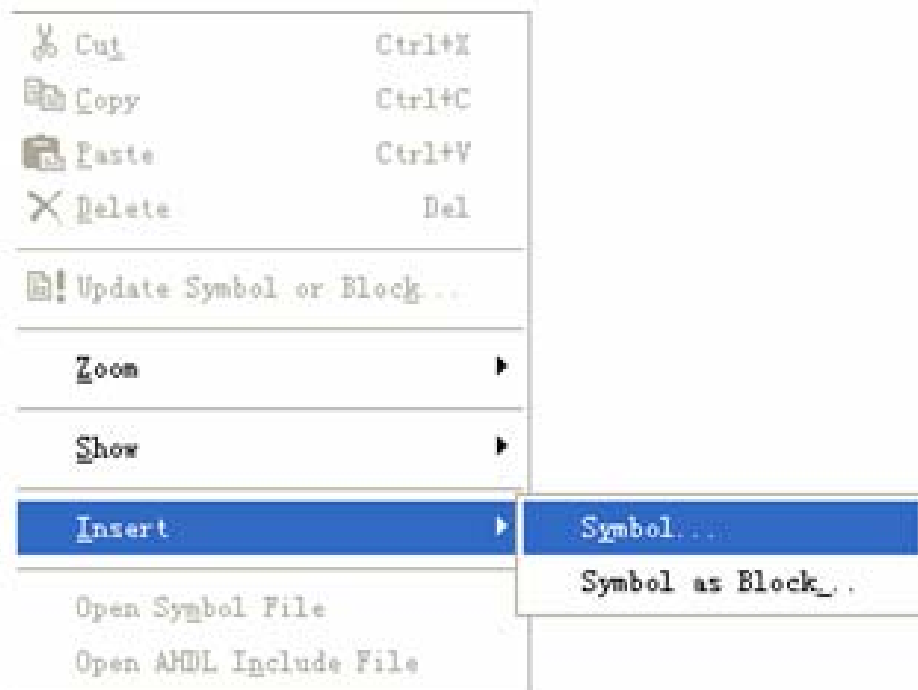 Cut Ctrl+X
Copy Ctrl+C
Paste Ctrl+V
Delete Del
Update Symbol or Block...
Zoom
Show
Insert
Symbol...
Symbol as Block...
Open Symbol File
Open AHDL Include File